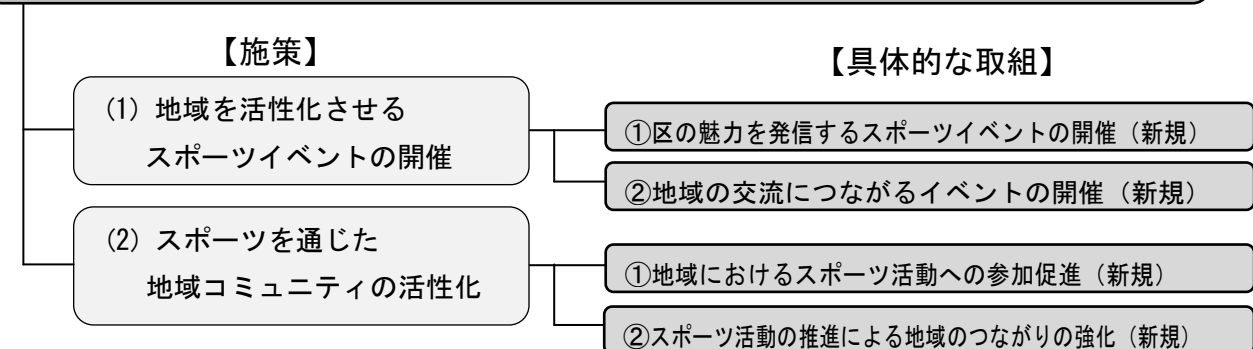 【施策】
【具体的な取組】
(1) 地域を活性化させる
スポーツイベントの開催
①区の魅力を発信するスポーツイベントの開催（新規）
②地域の交流につながるイベントの開催（新規）
(2) スポーツを通じた
地域コミュニティの活性化
①地域におけるスポーツ活動への参加促進（新規）
②スポーツ活動の推進による地域のつながりの強化（新規）